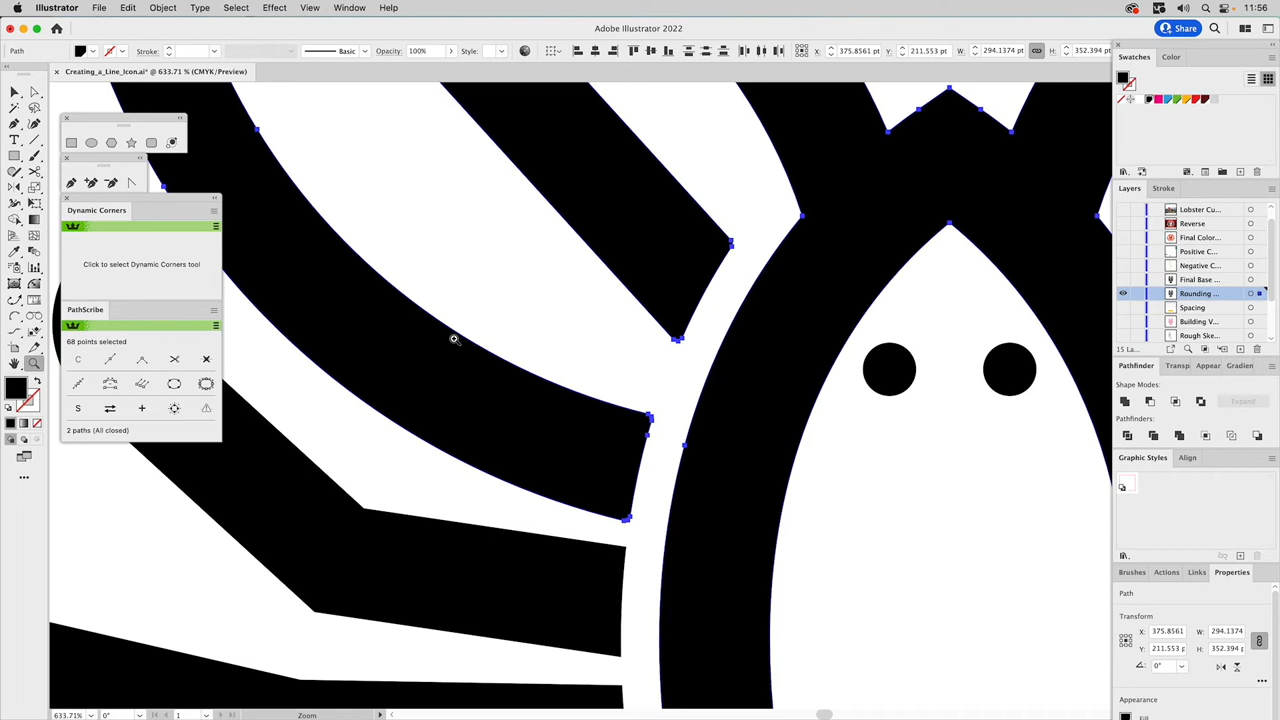 Illustrator File Edit Object Type Select Effect View Window Help 11:56
Adobe Illustrator 2022
Share
Path Stroke: Basic Opacity: 100% Style: X: 375.8561 Y: 211.553 pt W: 294.1374 pt H: 352.394 pt
Creating_a_Line_Icon.ai* @ 633.71 % (CMYK/Preview)
Swatches Color
Layers Stroke
Lobster Cu...
Reverse
Final Color...
Positive C...
Negative C...
Final Base ...
Rounding ...
Spacing
Building V...
Rough Ske...
15 La...
Dynamic Corners
Click to select Dynamic Corners tool
PathScribe
68 points selected
C
S
2 paths (All closed)
Pathfinder Transp Appear Gradien
Shape Modes:
Expand
Pathfinders:
Graphic Styles Align
Brushes Actions Links Properties
Path
Transform
X: 375.8561 W: 294.1374
Y: 211.553 p H: 352.394
0°
Appearance
Fill
633.71% 0° 1 Zoom